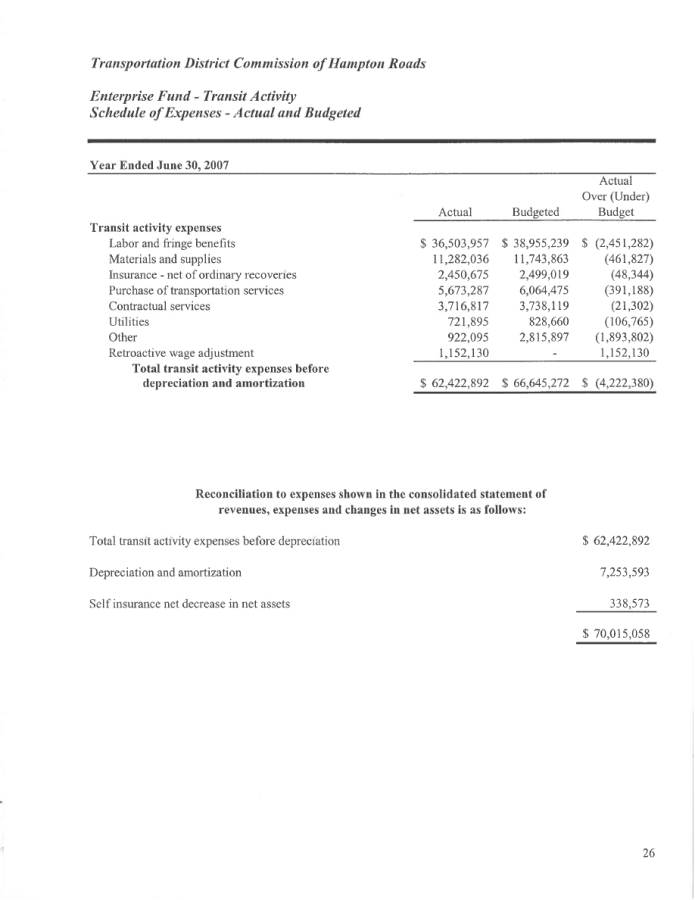 Transportation District Commission of Hampton Roads
Enterprise Fund - Transit Activity
Schedule of Expenses - Actual and Budgeted
Year Ended June 30, 2007
Actual
Over (Under)
Actual Budgeted Budget
Transit activity expenses
Labor and fringe benefits $ 36,503,957 $ 38,955,239 $ (2,451,282)
Materials and supplies 11,282,036 11,743,863 (461,827)
Insurance - net of ordinary recoveries 2,450,675 2,499,019 (48,344)
Purchase of transportation services 5,673,287 6,064,475 (391,188)
Contractual services 3,716,817 3,738,119 (21,302)
Utilities 721,895 828,660 (106,765)
Other 922,095 2,815,897 (1,893,802)
Retroactive wage adjustment 1,152,130 - 1,152,130
Total transit activity expenses before
depreciation and amortization $ 62,422,892 $ 66,645,272 $ (4,222,380)
Reconciliation to expenses shown in the consolidated statement of
revenues, expenses and changes in net assets is as follows:
Total transit activity expenses before depreciation $ 62,422,892
Depreciation and amortization 7,253,593
Self insurance net decrease in net assets 338,573
$ 70,015,058
26